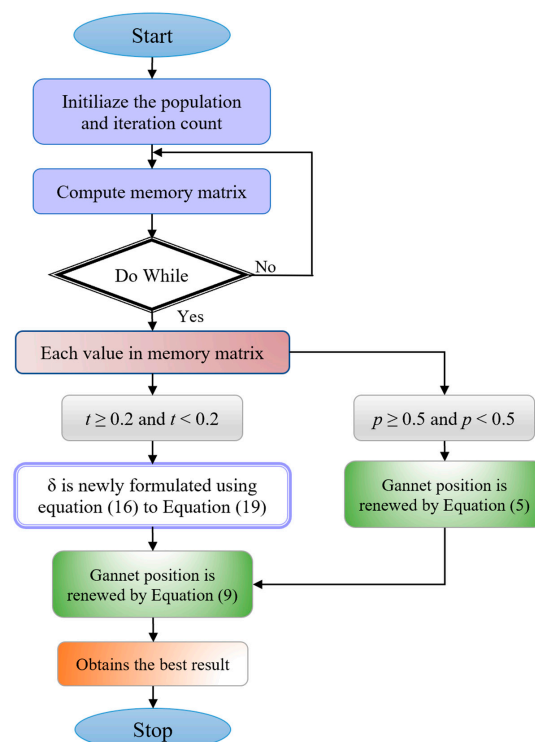 Start
Initiliaze the population
and iteration count
Compute memory matrix
Do While
No
Yes
Each value in memory matrix
t ≥ 0.2 and t < 0.2
p ≥ 0.5 and p < 0.5
δ is newly formulated using
equation (16) to Equation (19)
Gannet position is
renewed by Equation (5)
Gannet position is
renewed by Equation (9)
Obtains the best result
Stop